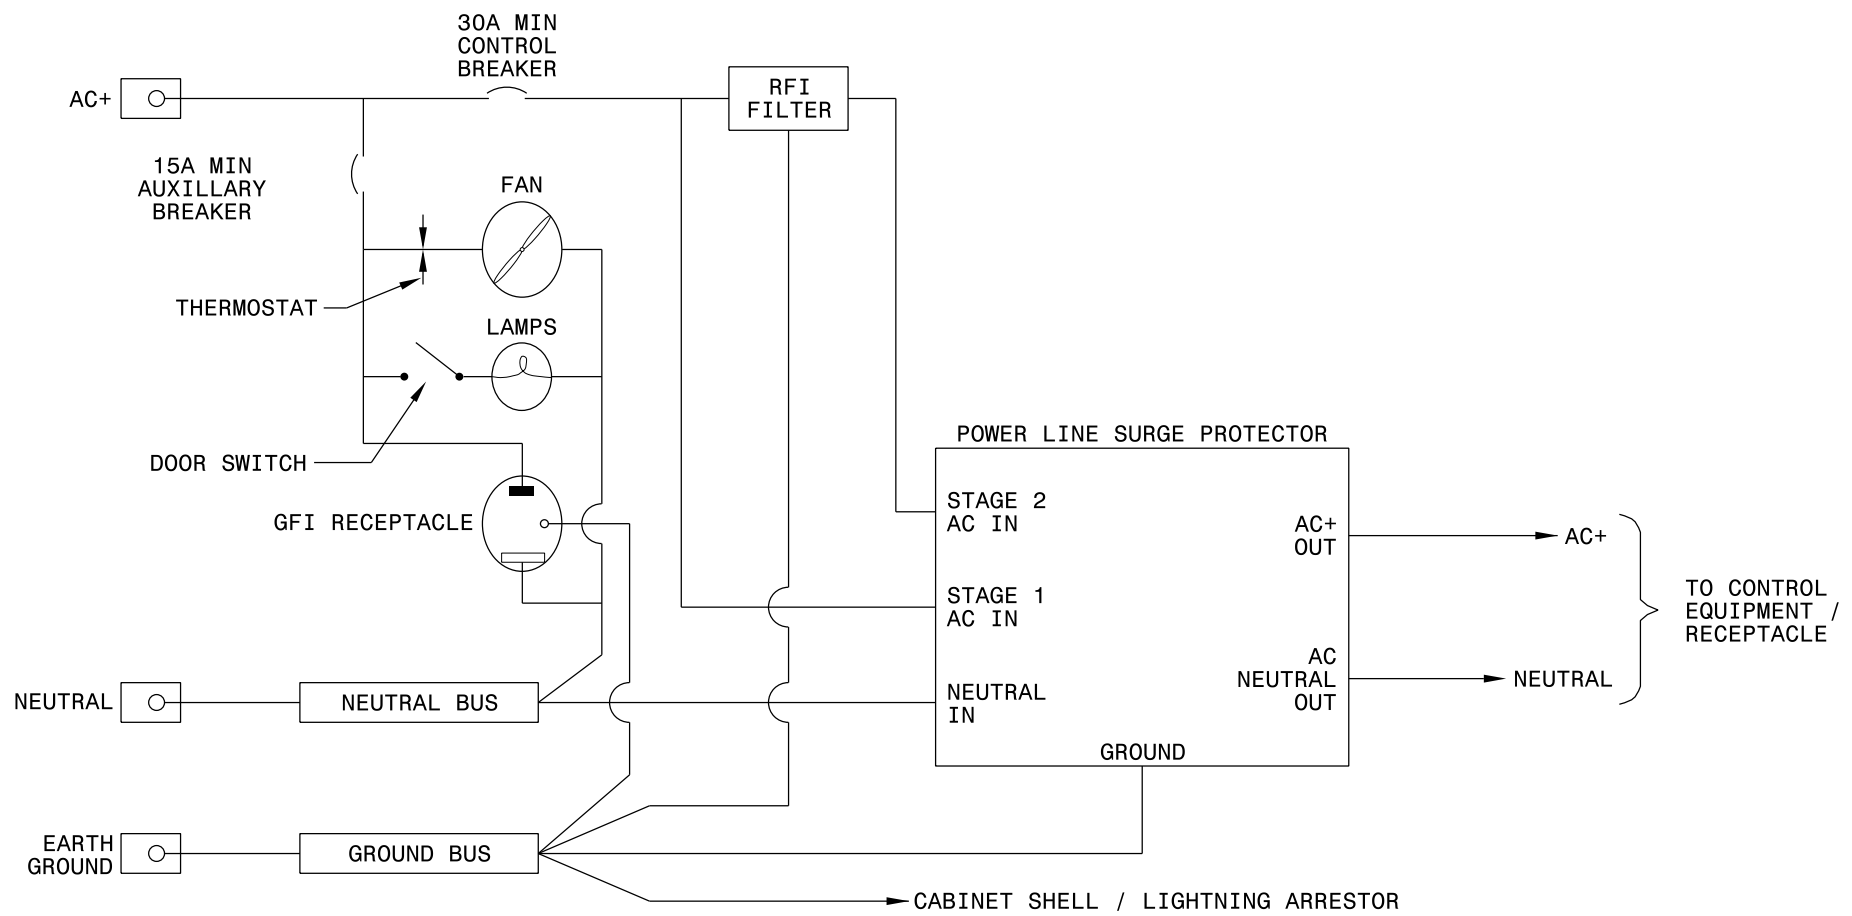 30A MIN
CONTROL
BREAKER
AC+
RFI
FILTER
15A MIN
AUXILLARY
BREAKER
FAN
THERMOSTAT
LAMPS
DOOR SWITCH
GFI RECEPTACLE
POWER LINE SURGE PROTECTOR
STAGE 2
AC IN
AC+
OUT
AC+
STAGE 1
AC IN
TO CONTROL
EQUIPMENT /
RECEPTACLE
AC
NEUTRAL
OUT
NEUTRAL
NEUTRAL
NEUTRAL BUS
NEUTRAL
IN
GROUND
EARTH
GROUND
GROUND BUS
CABINET SHELL / LIGHTNING ARRESTOR